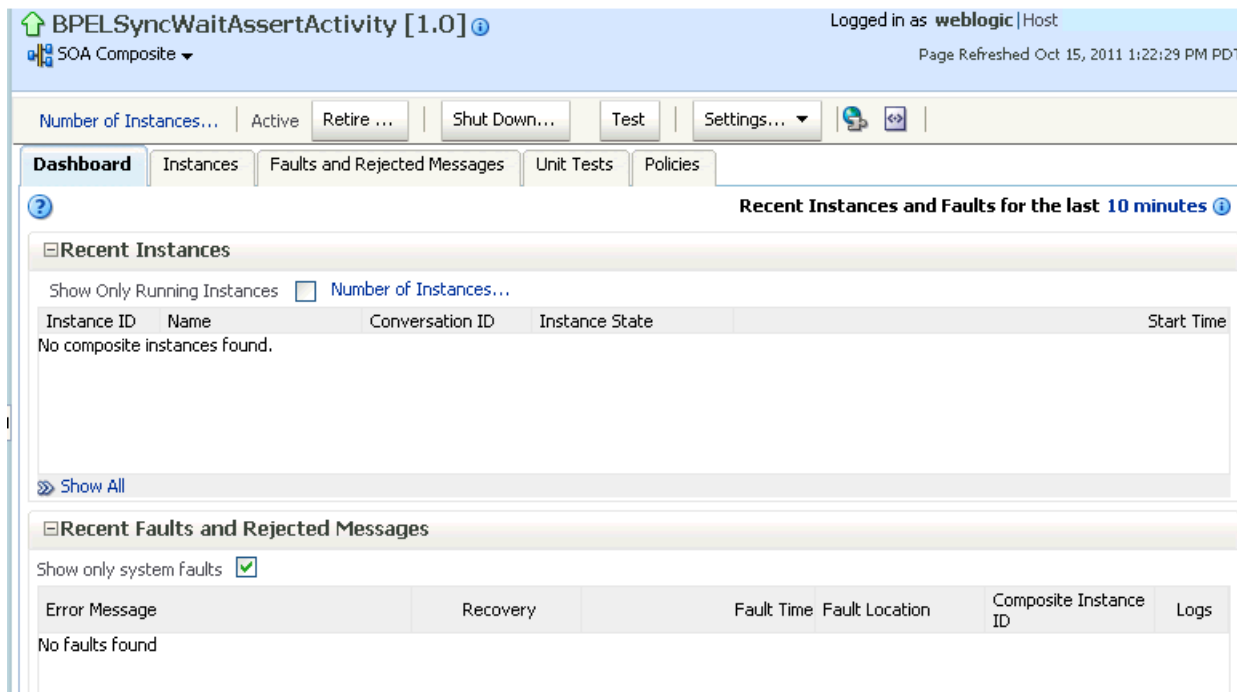 BPELSyncWaitAssertActivity [1.0]
Logged in as weblogic|Host
SOA Composite
Page Refreshed Oct 15, 2011 1:22:29 PM PDT
Number of Instances... | Active Retire ... | Shut Down... Test | Settings... |
Dashboard Instances Faults and Rejected Messages Unit Tests Policies
Recent Instances and Faults for the last 10 minutes
Recent Instances
Show Only Running Instances Number of Instances...
Instance ID Name Conversation ID Instance State Start Time
No composite instances found.
Show All
Recent Faults and Rejected Messages
Show only system faults
Error Message Recovery Fault Time Fault Location Composite Instance ID Logs
No faults found